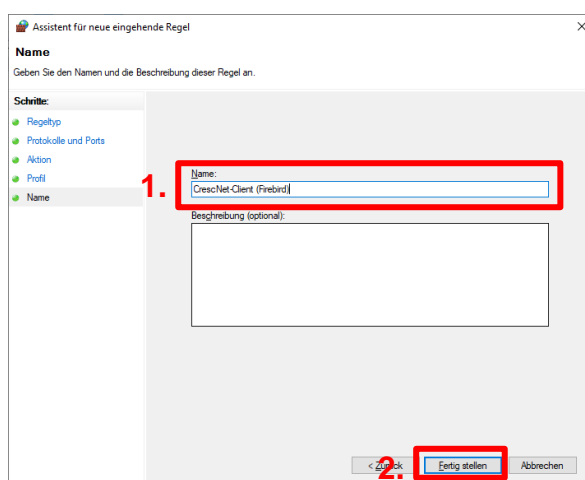 Assistent für neue eingehende Regel
Name
Geben Sie den Namen und die Beschreibung dieser Regel an.
Schritte:
Regeltyp
Protokolle und Ports
Aktion
Profil
Name
1.
Name:
CrescNet-Client (Firebird)
Beschreibung (optional):
2.
< Zurück Fertig stellen Abbrechen